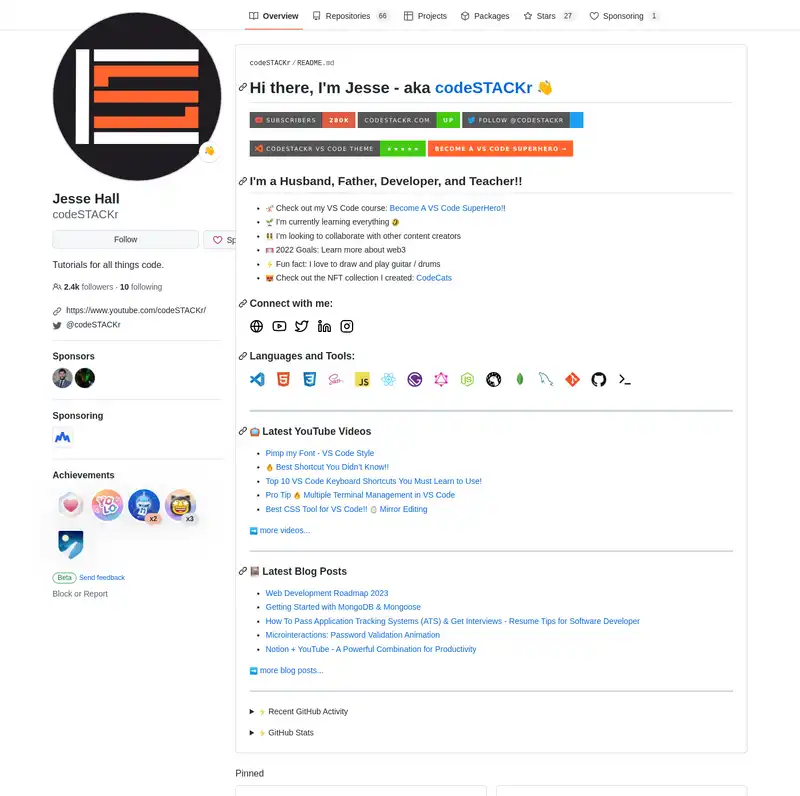 Overview
Repositories 66
Projects
Packages
Stars 27
Sponsoring 1
Jesse Hall
codeSTACKr
Follow
Sp
Tutorials for all things code.
2.4k followers · 10 following
https://www.youtube.com/codeSTACKr/
@codeSTACKr
Sponsors
Sponsoring
Achievements
YOLO
x2
x3
Beta Send feedback
Block or Report
codeSTACKr / README.md
Hi there, I'm Jesse - aka codeSTACKr 👋
SUBSCRIBERS 280K
CODESTACKR.COM UP
FOLLOW @CODESTACKR
CODESTACKR VS CODE THEME ★★★★★
BECOME A VS CODE SUPERHERO →
I'm a Husband, Father, Developer, and Teacher!!
Check out my VS Code course: Become A VS Code SuperHero!!
🌱 I'm currently learning everything 🤣
👯 I'm looking to collaborate with other content creators
🥅 2022 Goals: Learn more about web3
⚡ Fun fact: I love to draw and play guitar / drums
Check out the NFT collection I created: CodeCats
Connect with me:
Languages and Tools:
JS
Latest YouTube Videos
Pimp my Font - VS Code Style
🔥 Best Shortcut You Didn't Know!!
Top 10 VS Code Keyboard Shortcuts You Must Learn to Use!
Pro Tip 🔥 Multiple Terminal Management in VS Code
Best CSS Tool for VS Code!! Mirror Editing
➡️ more videos...
Latest Blog Posts
Web Development Roadmap 2023
Getting Started with MongoDB & Mongoose
How To Pass Application Tracking Systems (ATS) & Get Interviews - Resume Tips for Software Developer
Microinteractions: Password Validation Animation
Notion + YouTube - A Powerful Combination for Productivity
➡️ more blog posts...
▶ ⚡ Recent GitHub Activity
▶ ⚡ GitHub Stats
Pinned